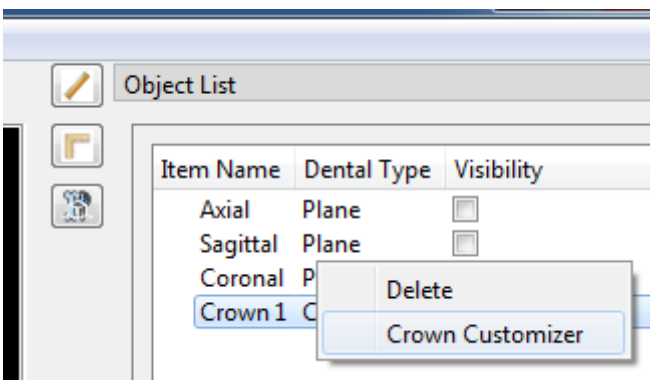 Object List
Item Name Dental Type Visibility
Axial Plane
Sagittal Plane
Coronal P
Crown 1 C
Delete
Crown Customizer